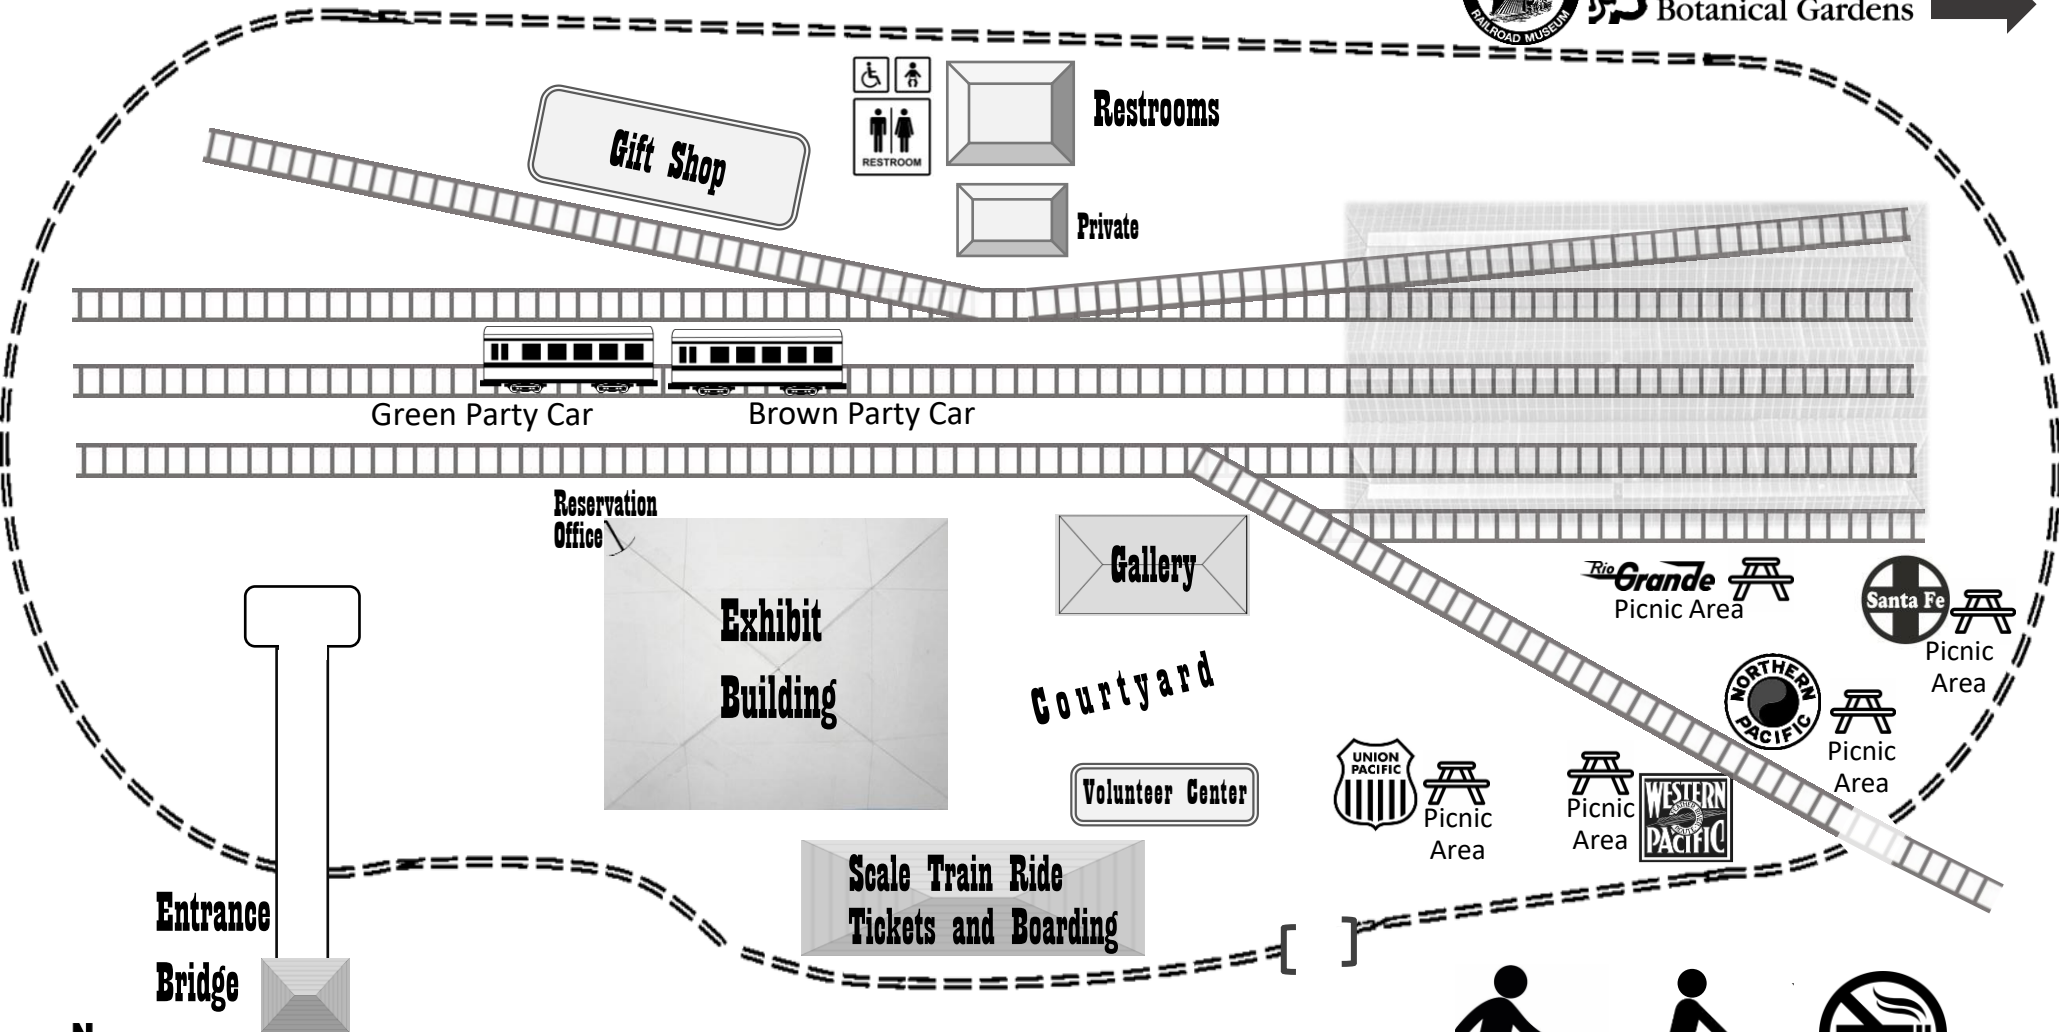 RAILROAD MUSEUM
Botanical Gardens
Restrooms
RESTROOM
Gift Shop
Private
Green Party Car
Brown Party Car
Reservation
Office
Exhibit
Building
Gallery
Courtyard
Volunteer Center
Rio Grande
Picnic Area
Santa Fe
Picnic
Area
NORTHERN
PACIFIC
Picnic
Area
UNION
PACIFIC
Picnic
Area
Picnic
Area
WESTERN
PACIFIC
Scale Train Ride
Tickets and Boarding
Entrance
Bridge